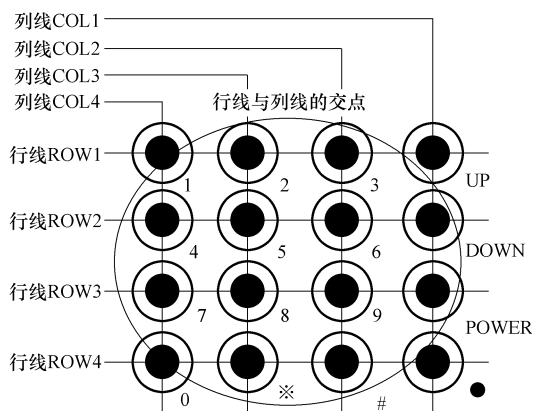 列线COL1
列线COL2
列线COL3
列线COL4
行线与列线的交点
行线ROW1
1 2 3 UP
行线ROW2
4 5 6 DOWN
行线ROW3
7 8 9 POWER
行线ROW4
0 ※ #